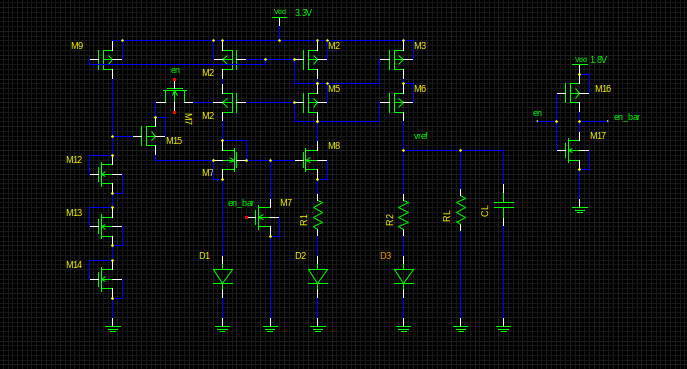 Vdd 3.3V
M9
M2
M2
M3
Vdd 1.8V
en
M2
M5
M6
M16
M7
en
en_bar
M15
vref
M17
M12
M7
M8
en_bar
M7
M13
R1
R2
RL
CL
M14
D1
D2
D3